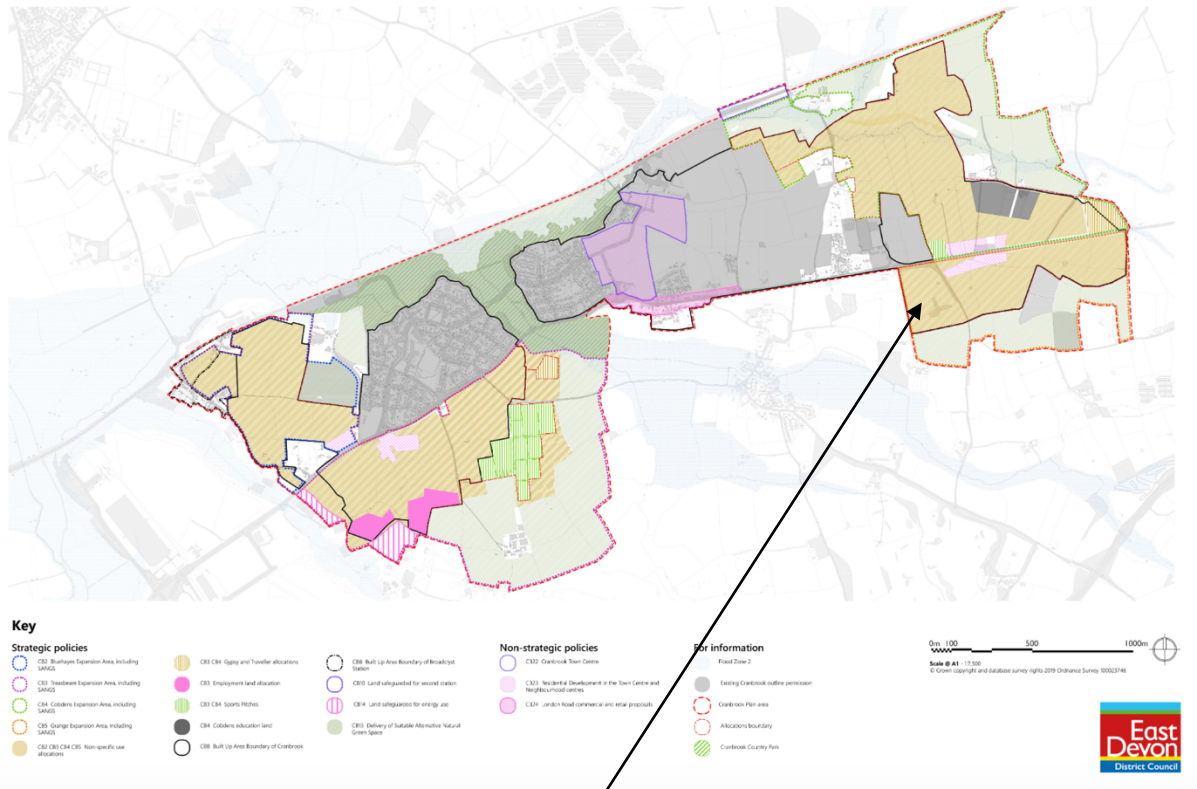 Key
Strategic policies
CB2 Bluehayes Expansion Area, including
SANGS
CB3 Treasbeare Expansion Area, including
SANGS
CB4 Cobdens Expansion Area, including
SANGS
CB5 Grange Expansion Area, including
SANGS
CB2 CB3 CB4 CB5 Non-specific use
allocations
CB3 CB4 Gypsy and Traveller allocations
CB3 Employment land allocation
CB3 CB4 Sports Pitches
CB4 Cobdens education land
CB8 Built Up Area Boundary of Cranbrook
CB8 Built Up Area Boundary of Broadclyst
Station
CB10 Land safeguarded for second station
CB14 Land safeguarded for energy use
CB15 Delivery of Suitable Alternative Natural
Green Space
Non-strategic policies
CB22 Cranbrook Town Centre
CB23 Residential Development in the Town Centre and
Neighbourhood centres
CB24 London Road commercial and retail proposals
For information
Flood Zone 2
Existing Cranbrook outline permission
Cranbrook Plan area
Allocations boundary
Cranbrook Country Park
0m 100 500 1000m
Scale @ A1 - 1:7,500
© Crown copyright and database survey rights 2019 Ordnance Survey 100023746
East
Devon
District Council